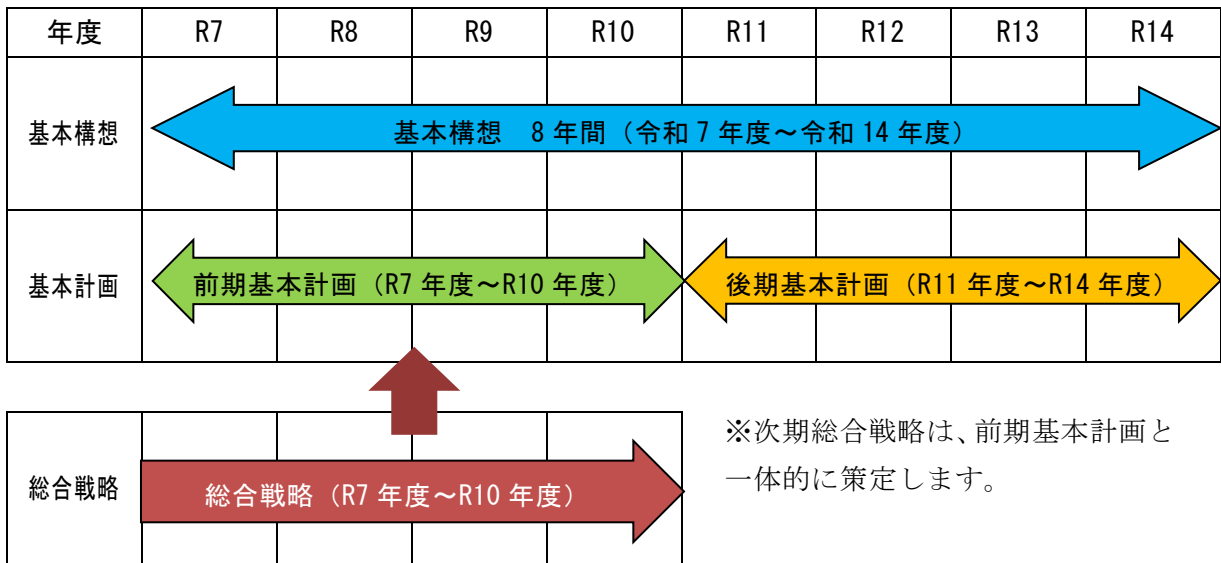 年度 R7 R8 R9 R10 R11 R12 R13 R14
基本構想
基本構想 8年間（令和7年度～令和14年度）
基本計画
前期基本計画（R7年度～R10年度）
後期基本計画（R11年度～R14年度）
総合戦略
総合戦略（R7年度～R10年度）
※次期総合戦略は、前期基本計画と
一体的に策定します。